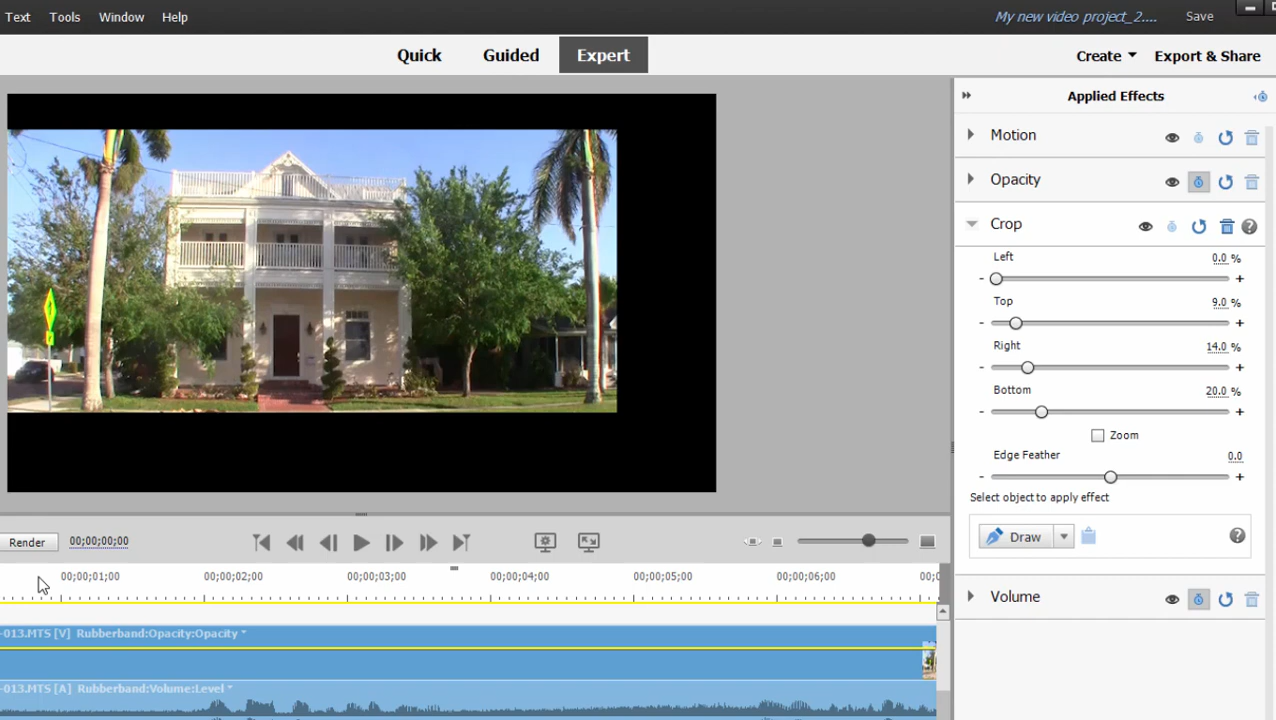 Text Tools Window Help My new video project_2.... Save
Quick Guided Expert Create Export & Share
Applied Effects
Motion
Opacity
Crop
Left 0.0 %
- +
Top 9.0 %
- +
Right 14.0 %
- +
Bottom 20.0 %
- +
Zoom
Edge Feather 0.0
- +
Select object to apply effect
Draw
Volume
Render 00;00;00;00
00;00;01;00 00;00;02;00 00;00;03;00 00;00;04;00 00;00;05;00 00;00;06;00
-013.MTS [V] Rubberband:Opacity:Opacity
-013.MTS [A] Rubberband:Volume:Level